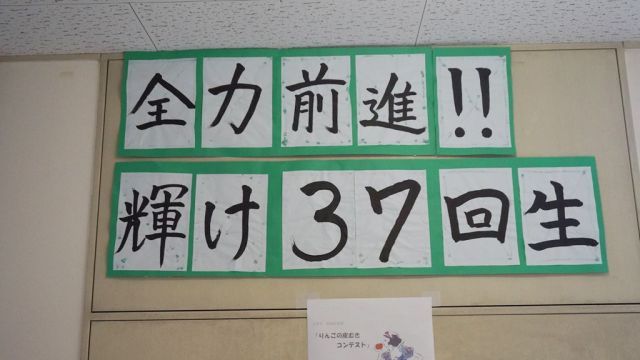 全力前進!!
輝け37回生
「りんごの皮むき
コンテスト」